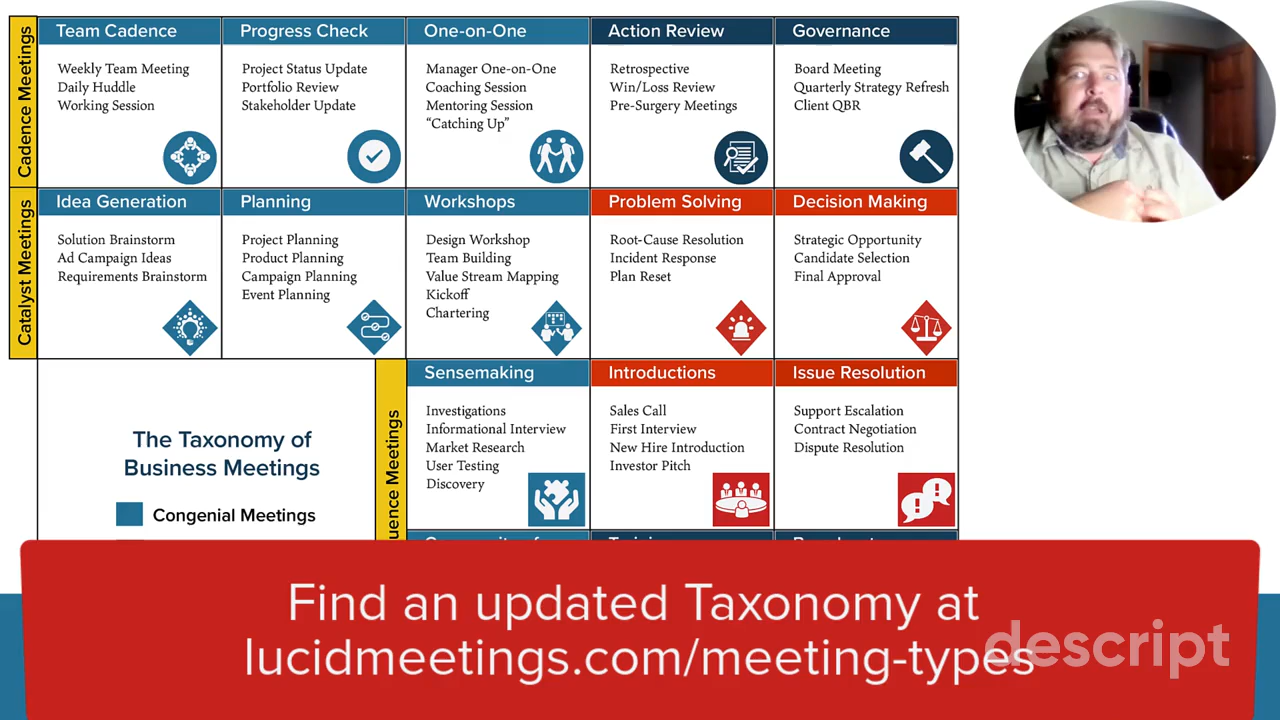 Cadence Meetings
Team Cadence
Weekly Team Meeting
Daily Huddle
Working Session
Progress Check
Project Status Update
Portfolio Review
Stakeholder Update
One-on-One
Manager One-on-One
Coaching Session
Mentoring Session
“Catching Up”
Action Review
Retrospective
Win/Loss Review
Pre-Surgery Meetings
Governance
Board Meeting
Quarterly Strategy Refresh
Client QBR
Catalyst Meetings
Idea Generation
Solution Brainstorm
Ad Campaign Ideas
Requirements Brainstorm
Planning
Project Planning
Product Planning
Campaign Planning
Event Planning
Workshops
Design Workshop
Team Building
Value Stream Mapping
Kickoff
Chartering
Problem Solving
Root-Cause Resolution
Incident Response
Plan Reset
Decision Making
Strategic Opportunity
Candidate Selection
Final Approval
The Taxonomy of
Business Meetings
Congenial Meetings
Meetings
Sensemaking
Investigations
Informational Interview
Market Research
User Testing
Discovery
Introductions
Sales Call
First Interview
New Hire Introduction
Investor Pitch
Issue Resolution
Support Escalation
Contract Negotiation
Dispute Resolution
Find an updated Taxonomy at
lucidmeetings.com/meeting-types
descript